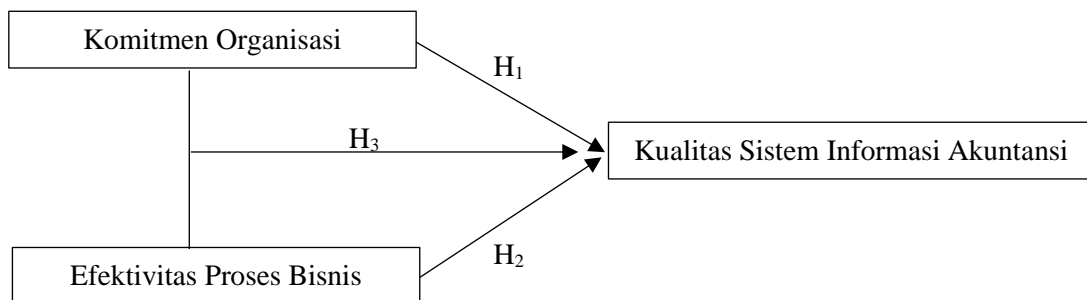 Komitmen Organisasi
H₁
H₃
Kualitas Sistem Informasi Akuntansi
H₂
Efektivitas Proses Bisnis